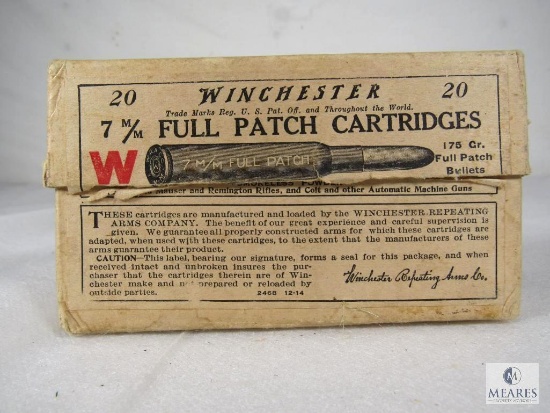 20 WINCHESTER 20
Trade Marks Reg. U. S. Pat. Off. and Throughout the World.
7 M/M FULL PATCH CARTRIDGES
W
7 M/M FULL PATCH
175 Gr.
Full Patch
Bullets
SMOKELESS POWDER
Mauser and Remington Rifles, and Colt and other Automatic Machine Guns
THESE cartridges are manufactured and loaded by the WINCHESTER REPEATING
ARMS COMPANY. The benefit of our great experience and careful supervision is
given. We guarantee all properly constructed arms for which these cartridges are
adapted, when used with these cartridges, to the extent that the manufacturers of these
arms guarantee their product.
CAUTION—This label, bearing our signature, forms a seal for this package, and when
received intact and unbroken insures the pur-
chaser that the cartridges therein are of Win-
chester make and not prepared or reloaded by
outside parties.
2468 12-14
Winchester Repeating Arms Co.
MEARES